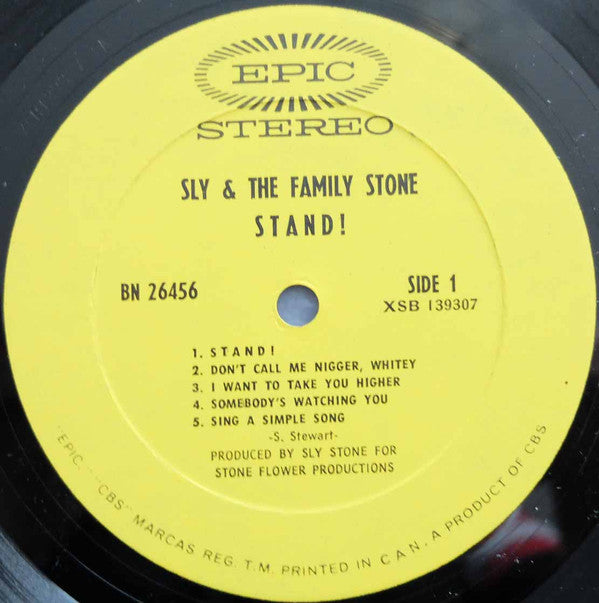 EPIC
STEREO
SLY & THE FAMILY STONE
STAND!
BN 26456
SIDE 1
XSB 139307
1. STAND!
2. DON'T CALL ME NIGGER, WHITEY
3. I WANT TO TAKE YOU HIGHER
4. SOMEBODY'S WATCHING YOU
5. SING A SIMPLE SONG
-S. Stewart-
PRODUCED BY SLY STONE FOR
STONE FLOWER PRODUCTIONS
"EPIC," "CBS" MARCAS REG. T.M. PRINTED IN CAN. A PRODUCT OF CBS